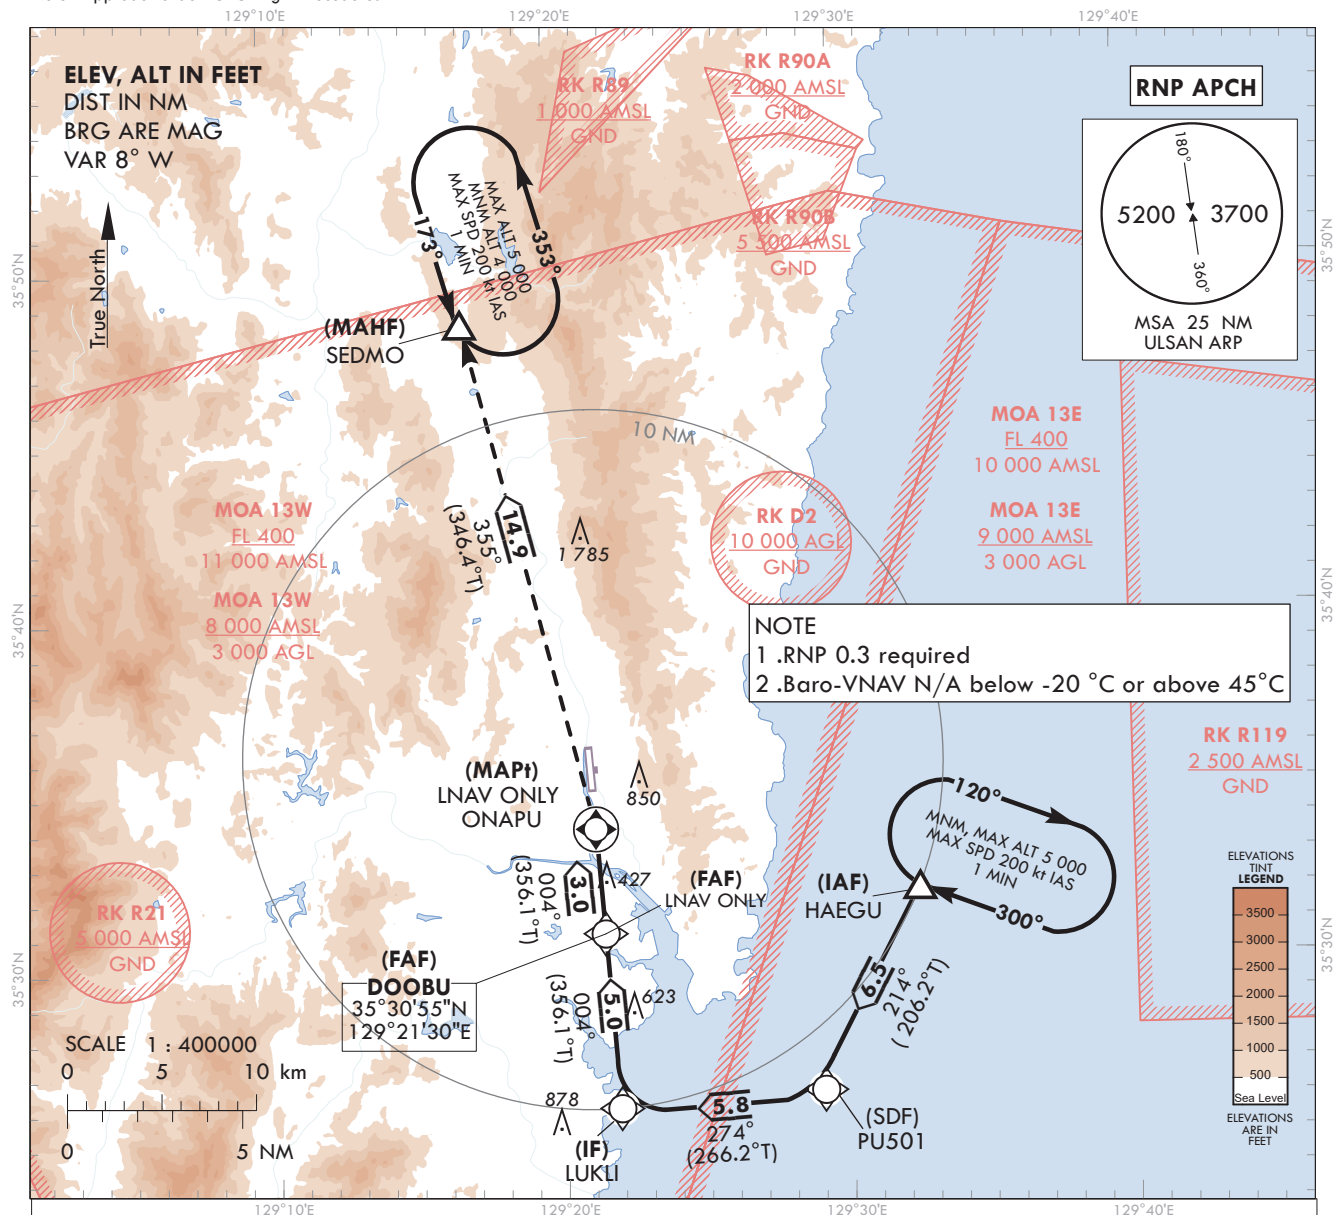 129°10'E
129°20'E
129°30'E
129°40'E
ELEV, ALT IN FEET
DIST IN NM
BRG ARE MAG
VAR 8° W
True North
RK R89
1 000 AMSL
GND
RK R90A
2 000 AMSL
GND
RK R90B
5 500 AMSL
GND
RNP APCH
180°
5200
3700
360°
MSA 25 NM
ULSAN ARP
35°50'N
35°50'N
173°
353°
MAX ALT 5 000
MNM ALT 4 000
MAX SPD 200 kt IAS
1 MIN
(MAHF)
SEDMO
10 NM
MOA 13E
FL 400
10 000 AMSL
MOA 13E
9 000 AMSL
3 000 AGL
MOA 13W
FL 400
11 000 AMSL
MOA 13W
8 000 AMSL
3 000 AGL
14.9
355°
(346.4°T)
1 785
RK D2
10 000 AGL
GND
35°40'N
35°40'N
NOTE
1 .RNP 0.3 required
2 .Baro-VNAV N/A below -20 °C or above 45°C
RK R119
2 500 AMSL
GND
(MAPt)
LNAV ONLY
ONAPU
850
120°
MNM, MAX ALT 5 000
MAX SPD 200 kt IAS
1 MIN
300°
(IAF)
HAEGU
3.0
004°
(356.1°T)
427
(FAF)
LNAV ONLY
RK R21
5 000 AMSL
GND
(FAF)
DOOBU
35°30'55"N
129°21'30"E
5.0
004°
(356.1°T)
623
6.5
214°
(206.2°T)
35°30'N
35°30'N
ELEVATIONS
TINT
LEGEND
3500
3000
2500
2000
1500
1000
500
Sea Level
ELEVATIONS
ARE IN
FEET
SCALE 1 : 400000
0 5 10 km
0 5 NM
878
(IF)
LUKLI
5.8
274°
(266.2°T)
(SDF)
PU501
129°10'E
129°20'E
129°30'E
129°40'E